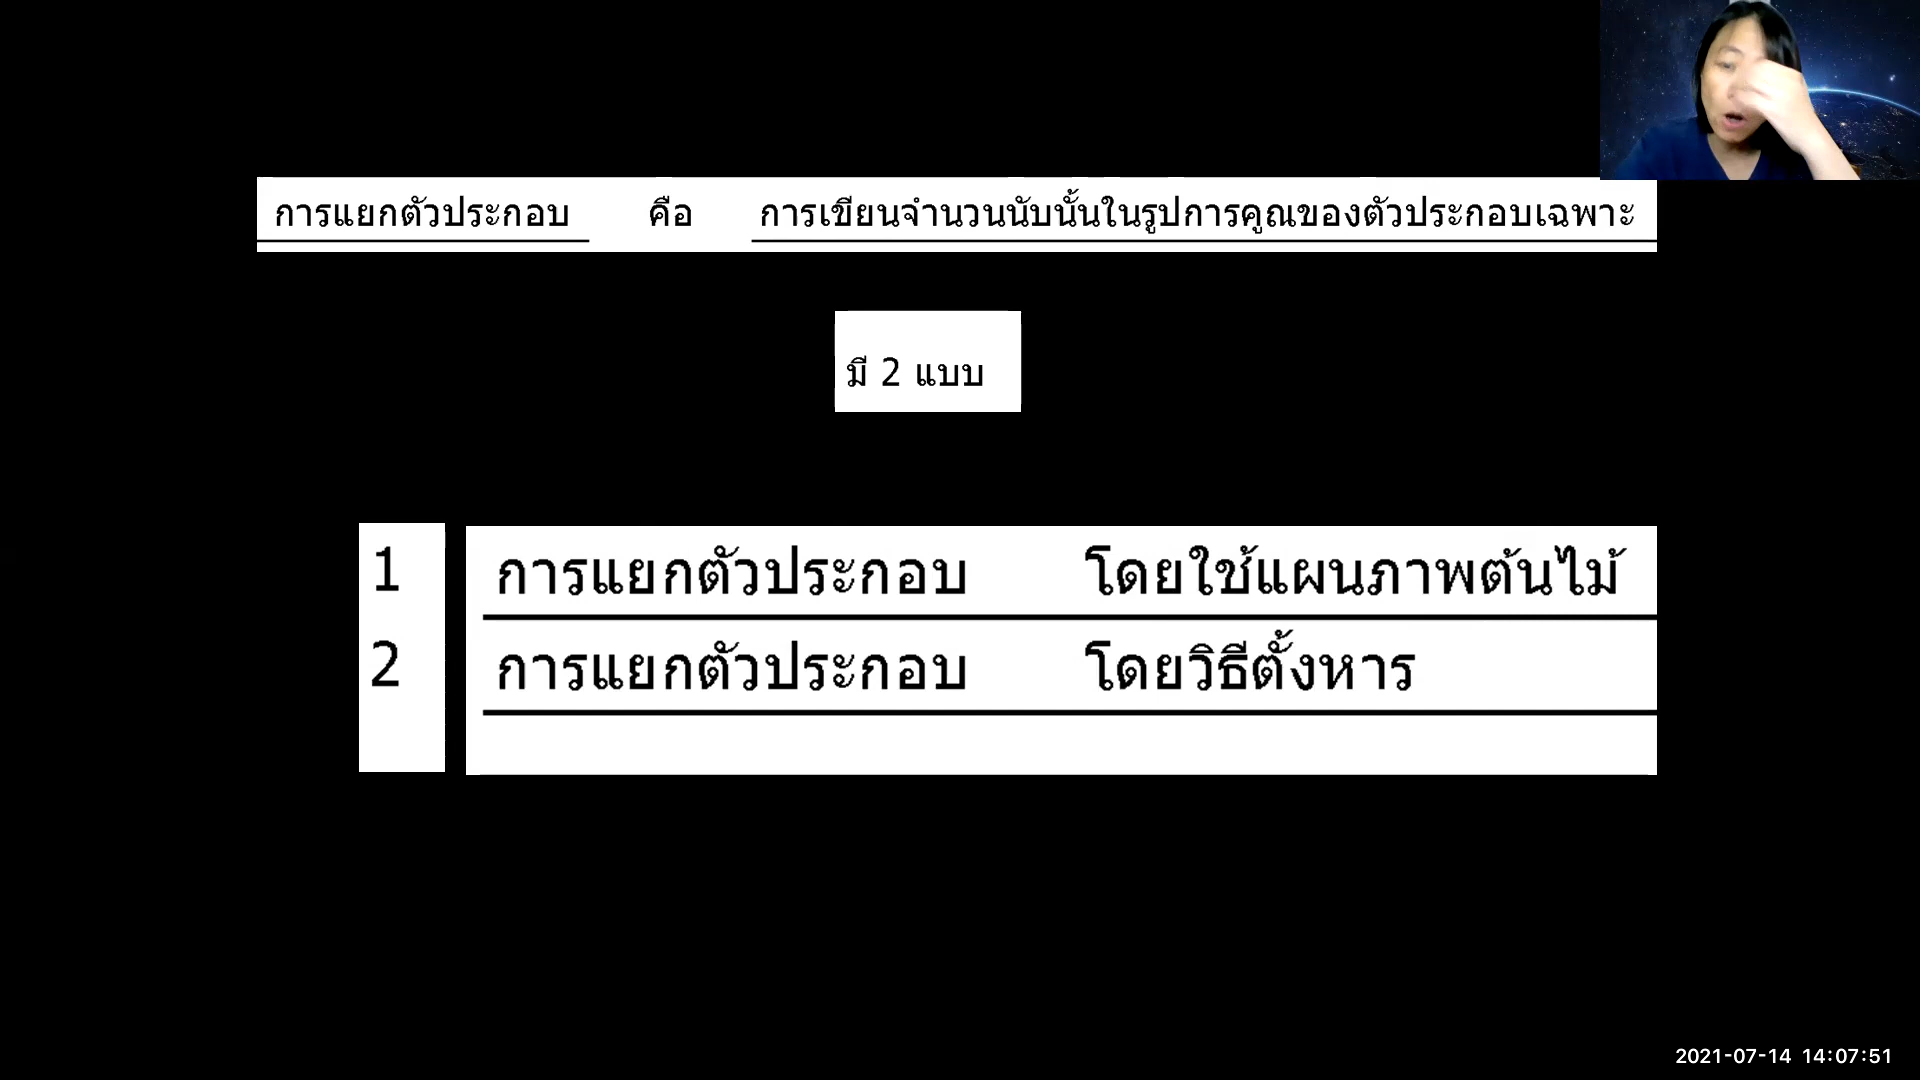 การแยกตัวประกอบ คือ การเขียนจำนวนนับนั้นในรูปการคูณของตัวประกอบเฉพาะ
มี 2 แบบ
1 การแยกตัวประกอบ โดยใช้แผนภาพต้นไม้
2 การแยกตัวประกอบ โดยวิธีตั้งหาร
2021-07-14 14:07:51